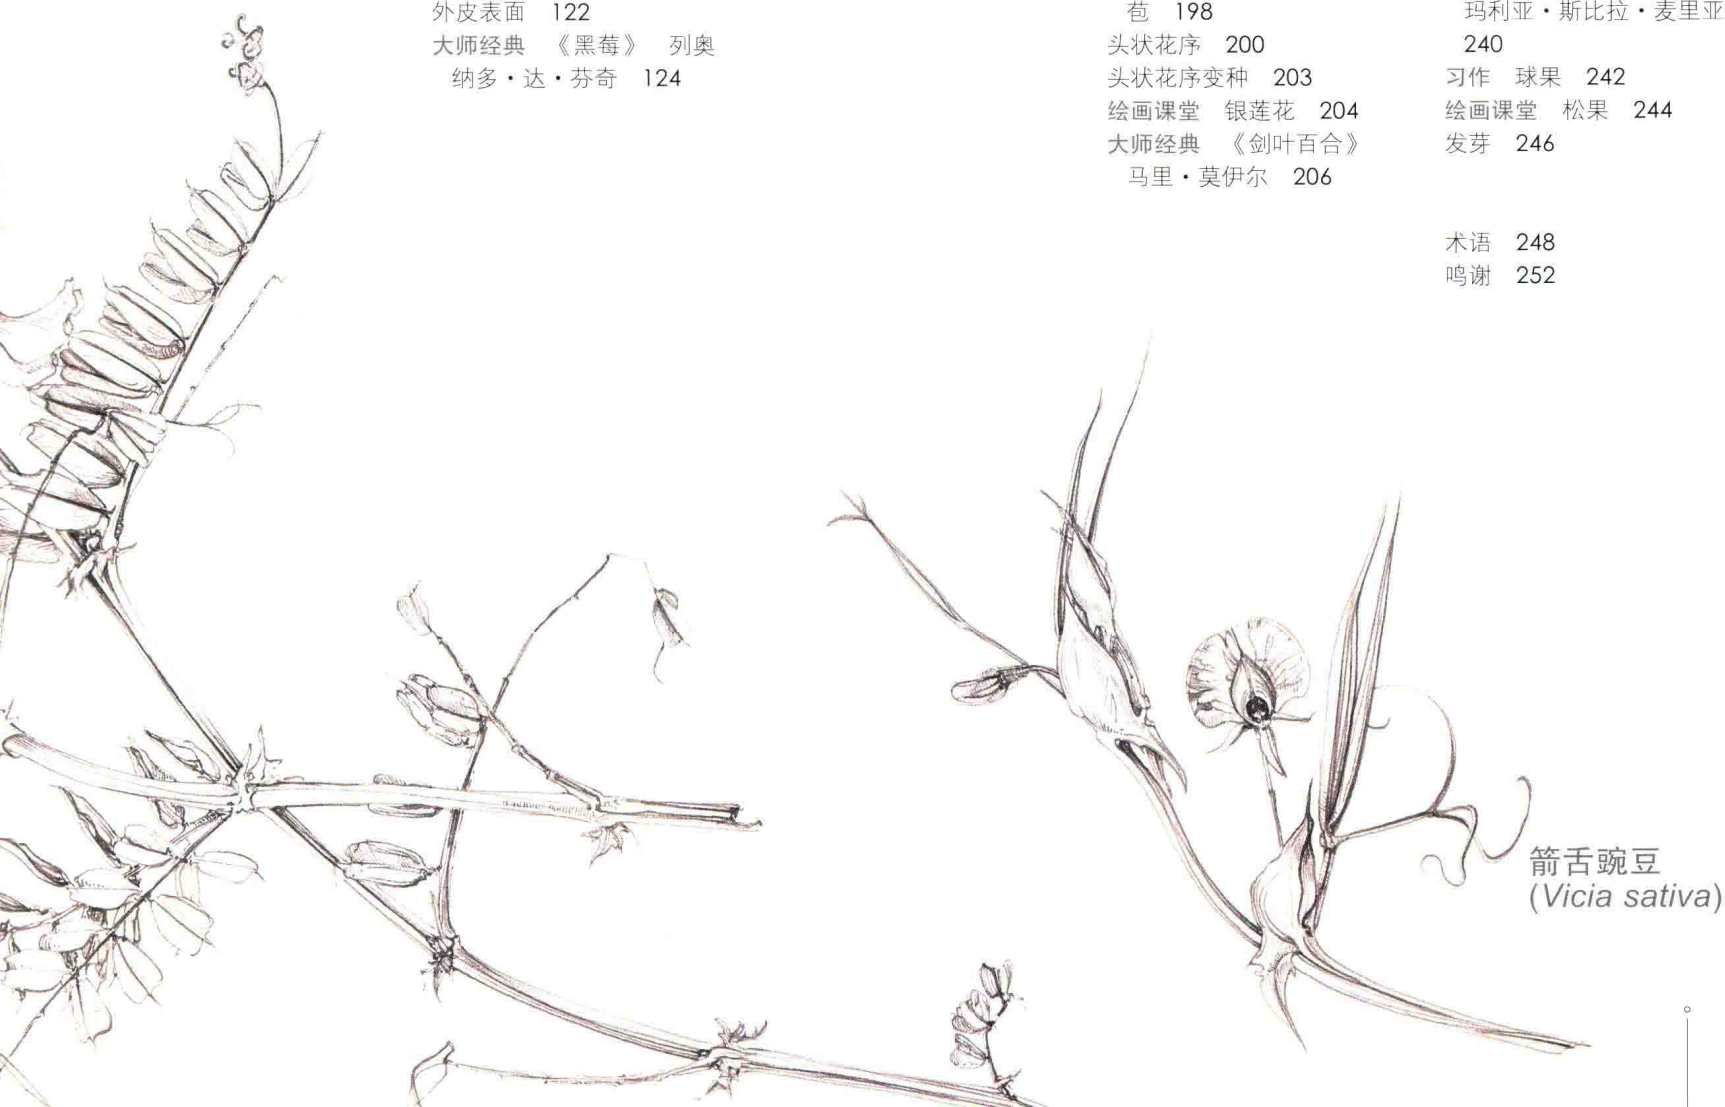 外皮表面 122
大师经典 《黑莓》 列奥
纳多·达·芬奇 124
苞 198
头状花序 200
头状花序变种 203
绘画课堂 银莲花 204
大师经典 《剑叶百合》
马里·莫伊尔 206
玛利亚·斯比拉·麦里亚
240
习作 球果 242
绘画课堂 松果 244
发芽 246
术语 248
鸣谢 252
箭舌豌豆
(Vicia sativa)